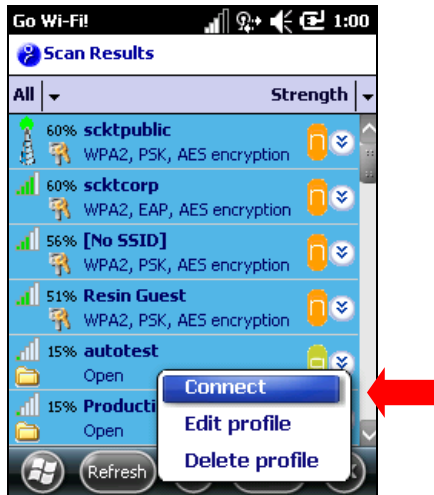 Go Wi-Fi! 1:00
Scan Results
All Strength
60% scktpublic
WPA2, PSK, AES encryption n
60% scktcorp
WPA2, EAP, AES encryption n
56% [No SSID]
WPA2, PSK, AES encryption n
51% Resin Guest
WPA2, PSK, AES encryption n
15% autotest
Open
15% Producti
Open
Connect
Edit profile
Delete profile
Refresh